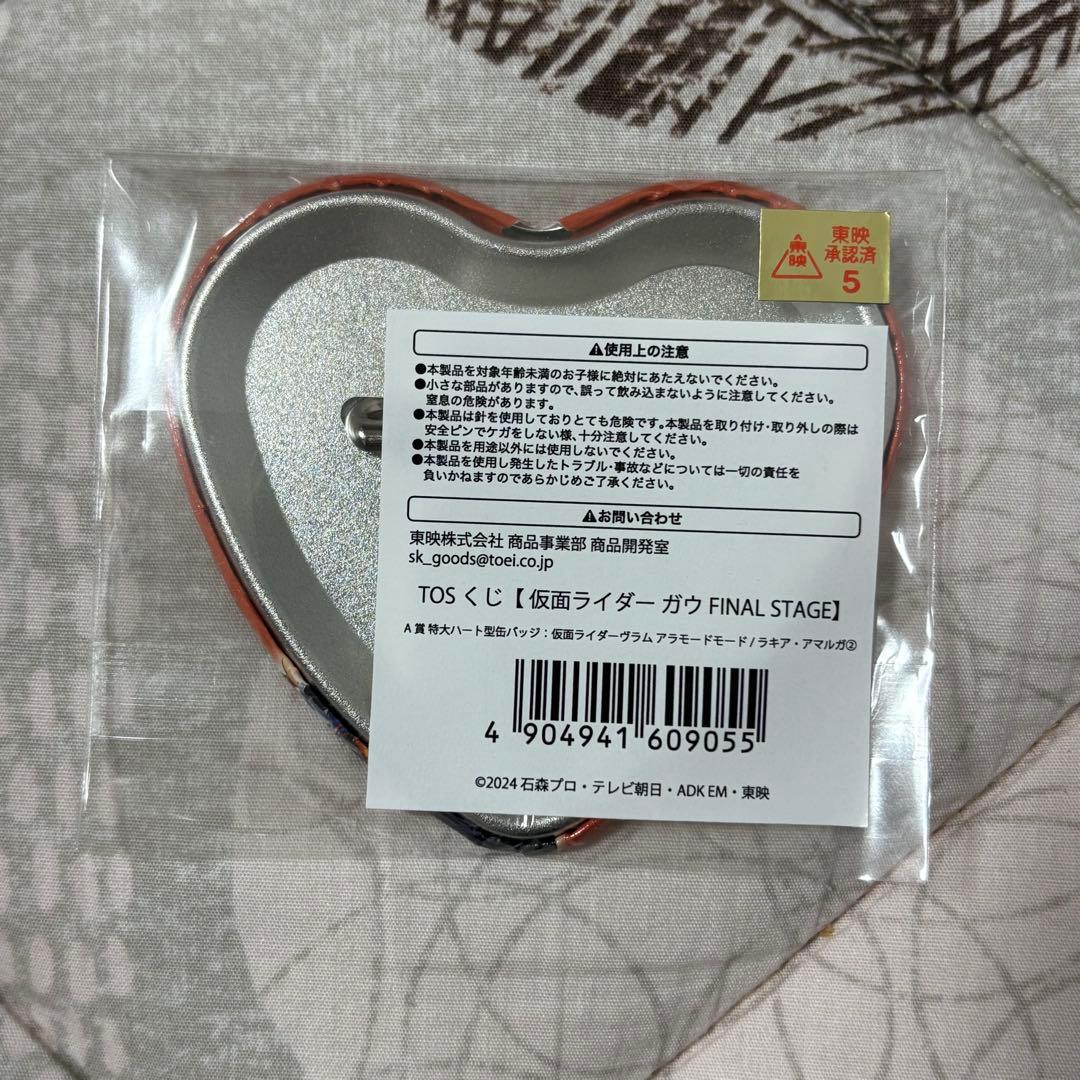 東映
東映
承認済
5
⚠使用上の注意
●本製品を対象年齢未満のお子様に絶対にあたえないでください。
●小さな部品がありますので、誤って飲み込まないように注意してください。
窒息の危険があります。
●本製品は針を使用しておりとても危険です。本製品を取り付け・取り外しの際は
安全ピンでケガをしない様、十分注意してください。
●本製品を用途以外には使用しないでください。
●本製品を使用し発生したトラブル・事故などについては一切の責任を
負いかねますのであらかじめご了承ください。
⚠お問い合わせ
東映株式会社 商品事業部 商品開発室
sk_goods@toei.co.jp
TOS くじ【 仮面ライダー ガウ FINAL STAGE】
A 賞 特大ハート型缶バッジ：仮面ライダーヴラム アラモードモード / ラキア・アマルガ②
4 904941 609055
©2024 石森プロ・テレビ朝日・ADK EM・東映